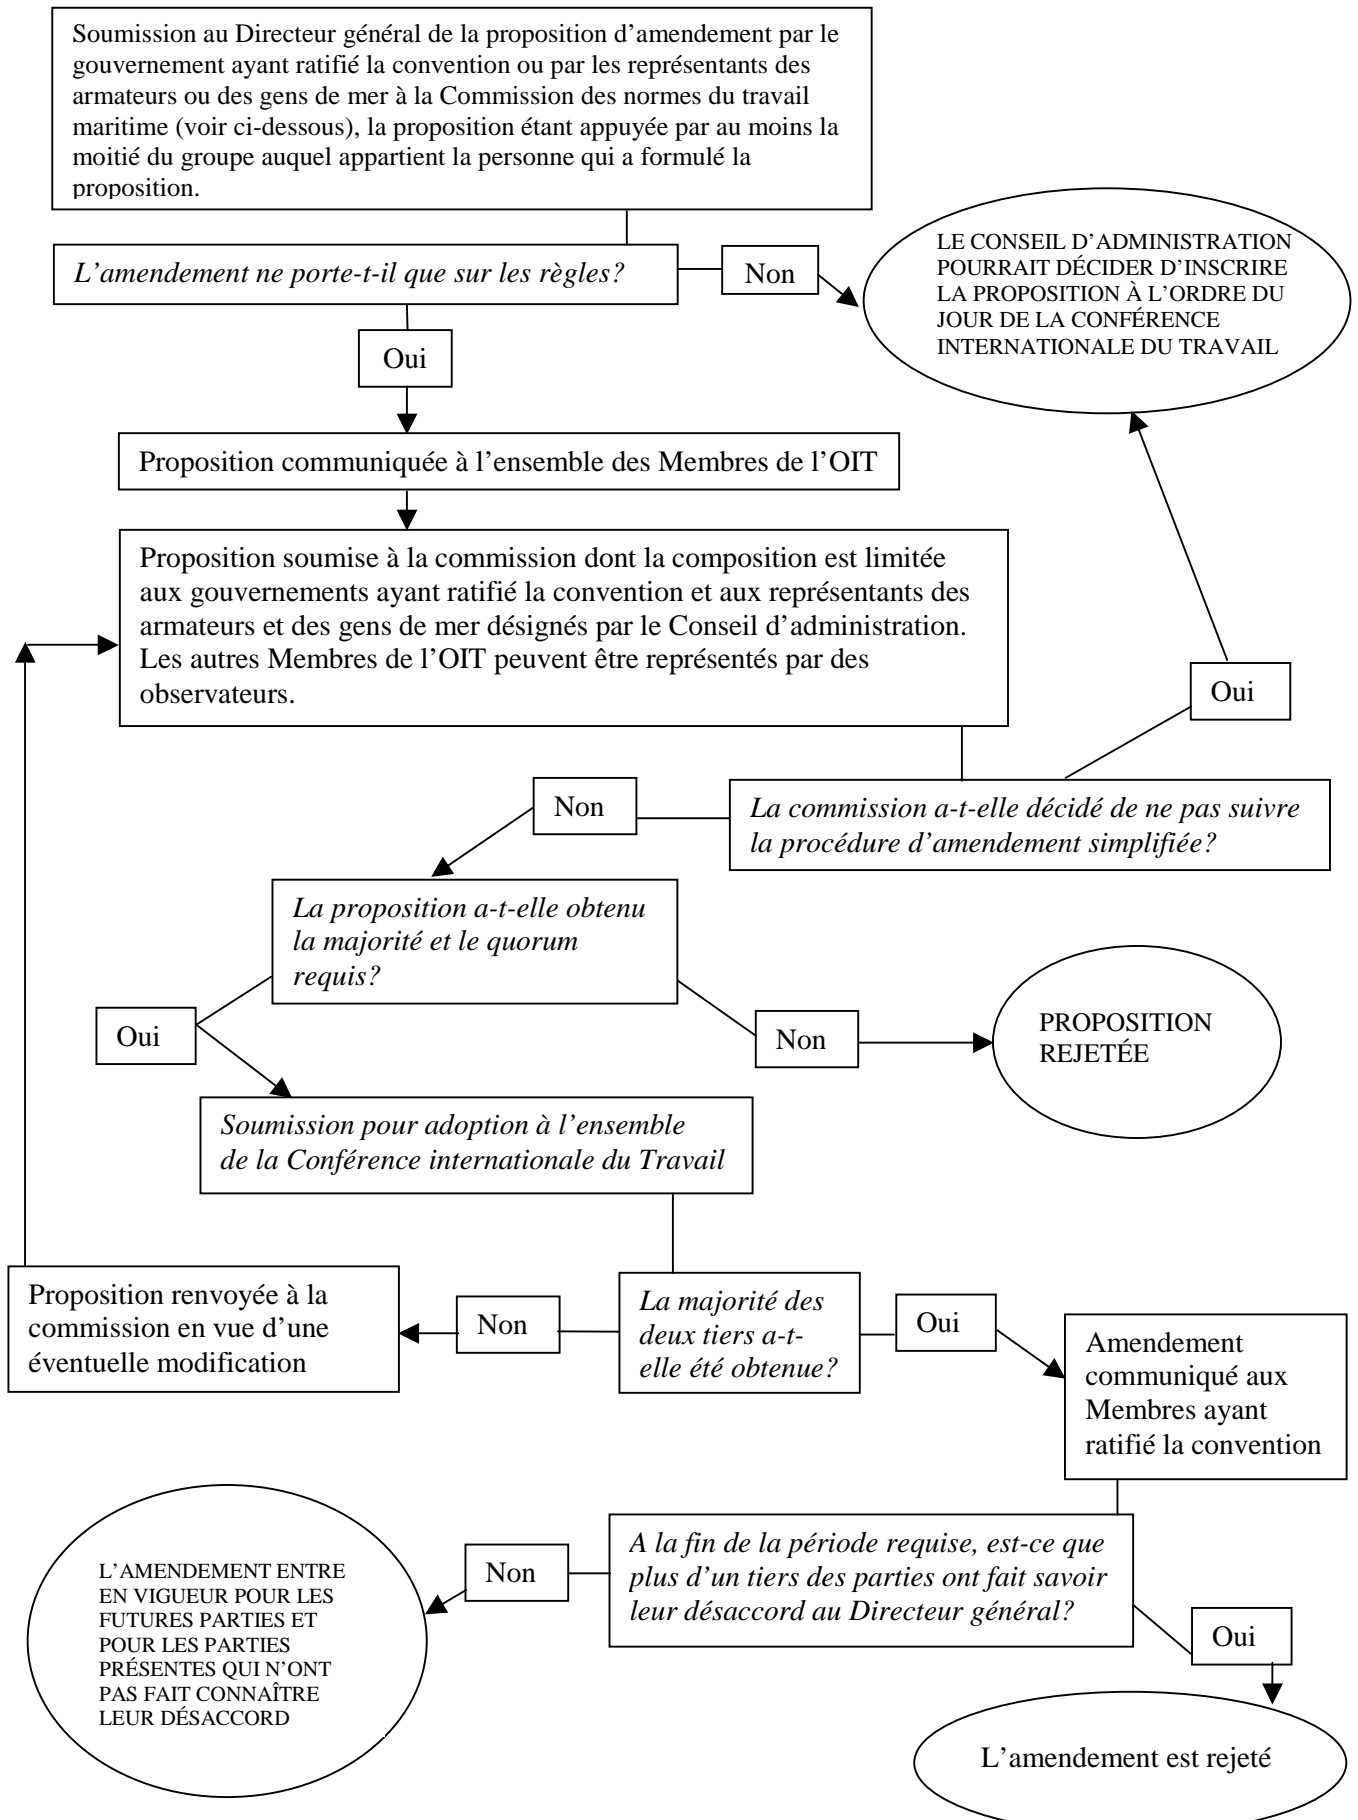 Soumission au Directeur général de la proposition d’amendement par le
gouvernement ayant ratifié la convention ou par les représentants des
armateurs ou des gens de mer à la Commission des normes du travail
maritime (voir ci-dessous), la proposition étant appuyée par au moins la
moitié du groupe auquel appartient la personne qui a formulé la
proposition.
L’amendement ne porte-t-il que sur les règles?
Non
LE CONSEIL D’ADMINISTRATION
POURRAIT DÉCIDER D’INSCRIRE
LA PROPOSITION À L’ORDRE DU
JOUR DE LA CONFÉRENCE
INTERNATIONALE DU TRAVAIL
Oui
Proposition communiquée à l’ensemble des Membres de l’OIT
Proposition soumise à la commission dont la composition est limitée
aux gouvernements ayant ratifié la convention et aux représentants des
armateurs et des gens de mer désignés par le Conseil d’administration.
Les autres Membres de l’OIT peuvent être représentés par des
observateurs.
Oui
Non
La commission a-t-elle décidé de ne pas suivre
la procédure d’amendement simplifiée?
La proposition a-t-elle obtenu
la majorité et le quorum
requis?
Oui
Non
PROPOSITION
REJETÉE
Soumission pour adoption à l’ensemble
de la Conférence internationale du Travail
Proposition renvoyée à la
commission en vue d’une
éventuelle modification
Non
La majorité des
deux tiers a-t-
elle été obtenue?
Oui
Amendement
communiqué aux
Membres ayant
ratifié la convention
L’AMENDEMENT ENTRE
EN VIGUEUR POUR LES
FUTURES PARTIES ET
POUR LES PARTIES
PRÉSENTES QUI N’ONT
PAS FAIT CONNAÎTRE
LEUR DÉSACCORD
Non
A la fin de la période requise, est-ce que
plus d’un tiers des parties ont fait savoir
leur désaccord au Directeur général?
Oui
L’amendement est rejeté